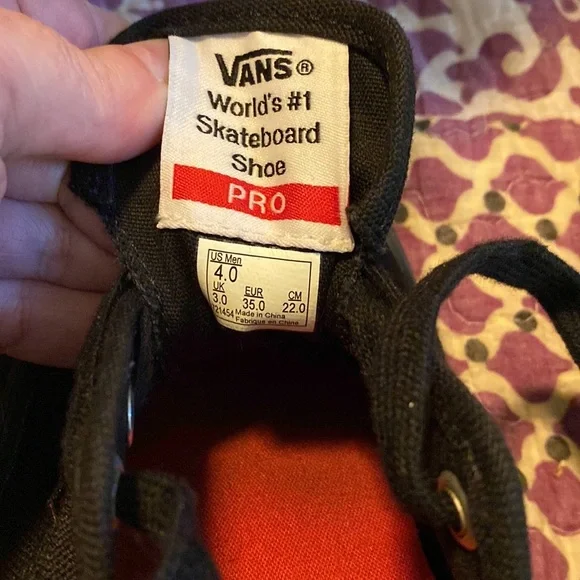 VANS®
World's #1
Skateboard
Shoe
PRO
US Men
4.0
UK EUR CM
3.0 35.0 22.0
Made in China
Fabriqué en Chine